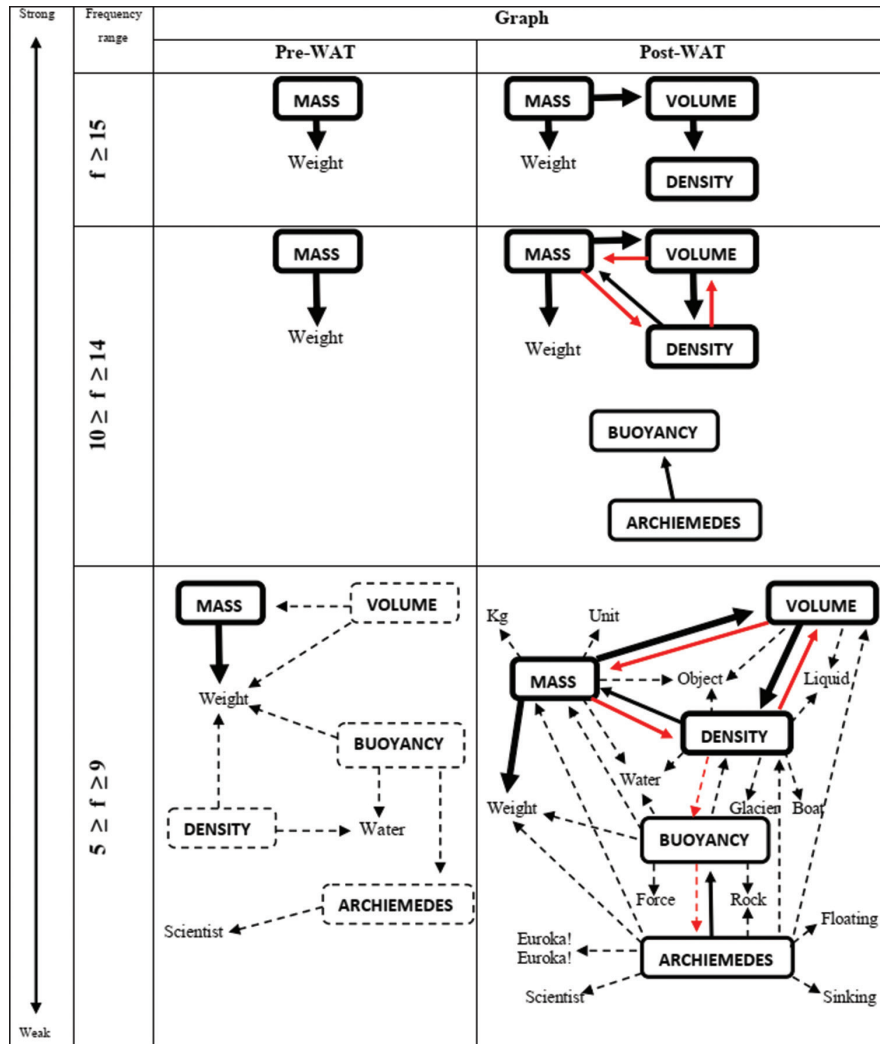 Strong
Frequency
range
Graph
Pre-WAT
Post-WAT
f ≥ 15
MASS
Weight
MASS
VOLUME
Weight
DENSITY
10 ≥ f ≥ 14
MASS
Weight
MASS
VOLUME
Weight
DENSITY
BUOYANCY
ARCHIEMEDES
5 ≥ f ≥ 9
MASS
VOLUME
Weight
BUOYANCY
DENSITY
Water
ARCHIEMEDES
Scientist
Kg
Unit
VOLUME
MASS
Object
Liquid
DENSITY
Water
Weight
Glacier
Boat
BUOYANCY
Force
Rock
Floating
Euroka!
Euroka!
ARCHIEMEDES
Scientist
Sinking
Weak